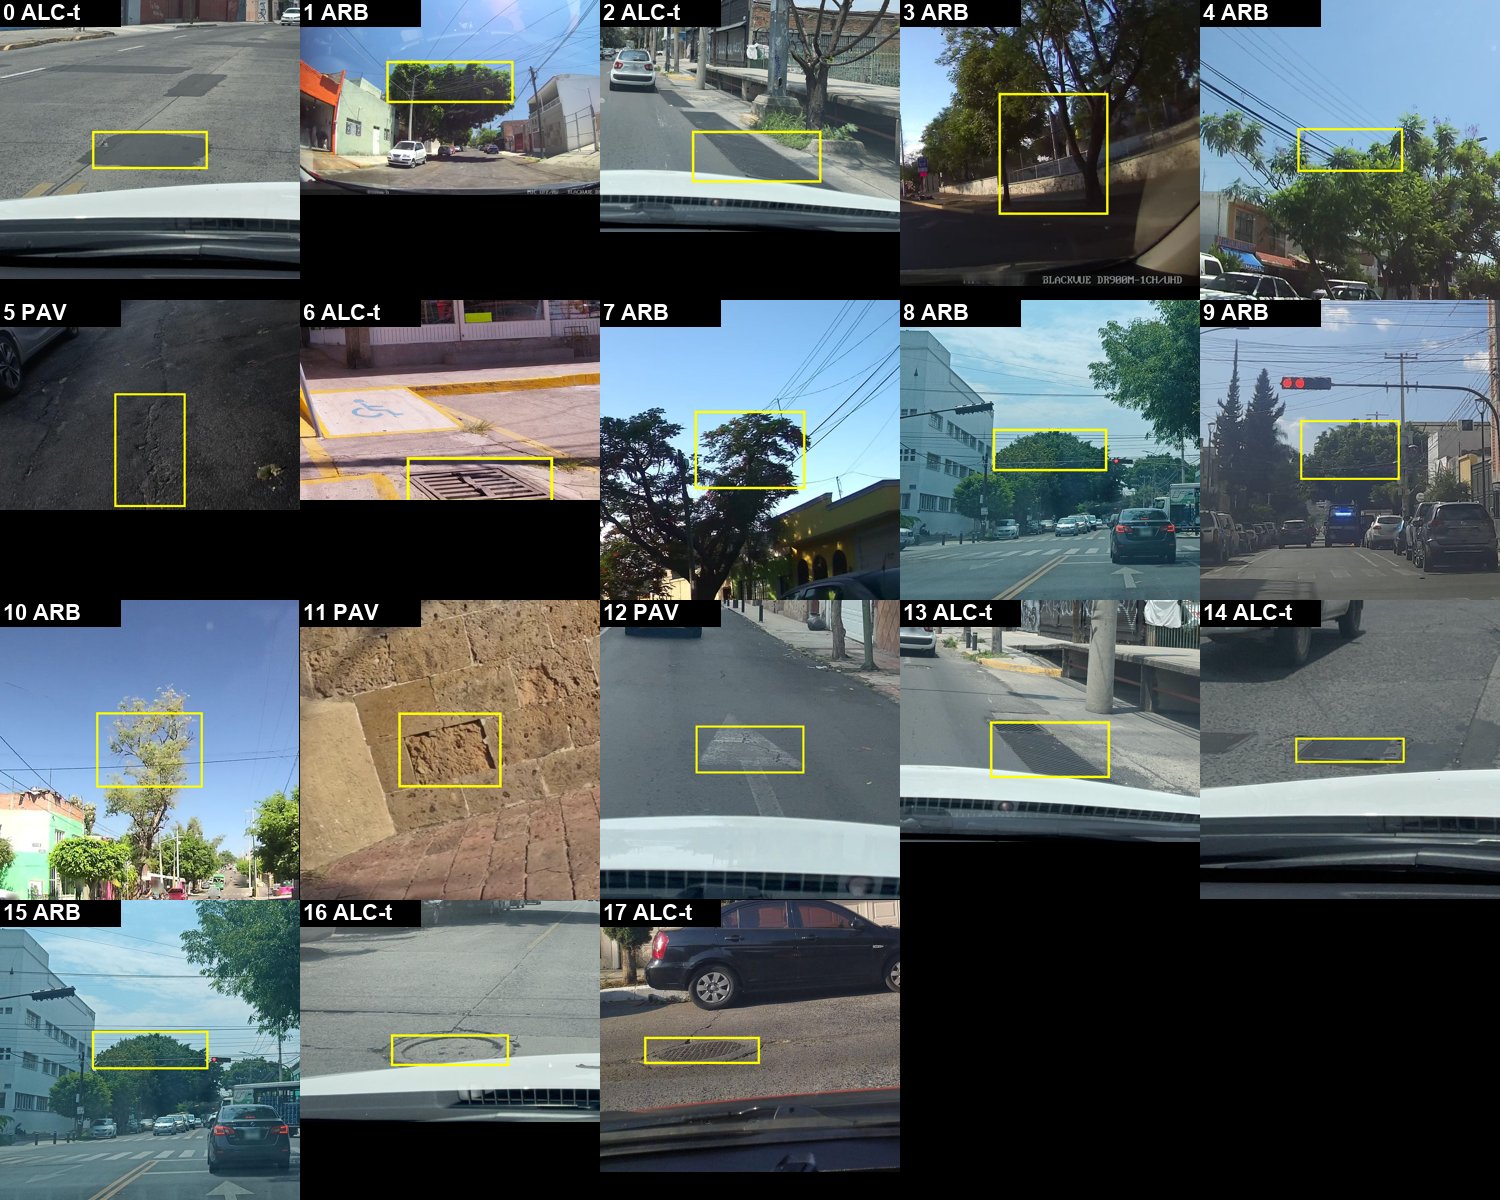 0 ALC-t
1 ARB
2 ALC-t
3 ARB
4 ARB
BLACKVUE DR900M-1CH/UHD
5 PAV
6 ALC-t
7 ARB
8 ARB
9 ARB
10 ARB
11 PAV
12 PAV
13 ALC-t
14 ALC-t
15 ARB
16 ALC-t
17 ALC-t